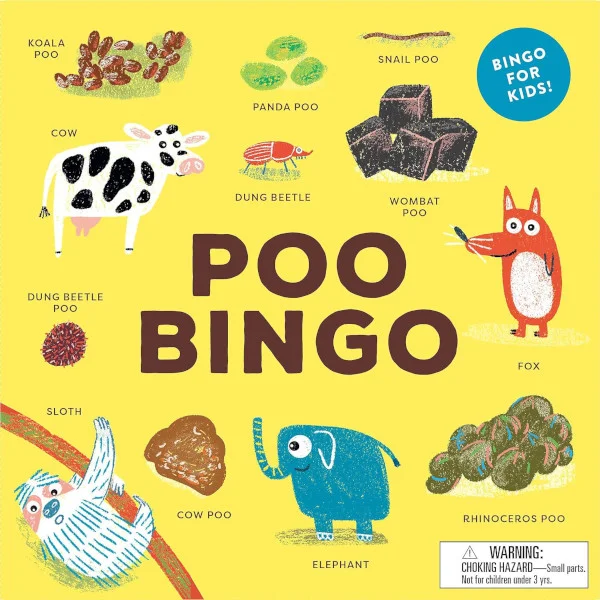 KOALA
POO
PANDA POO
SNAIL POO
BINGO
FOR
KIDS!
COW
DUNG BEETLE
WOMBAT
POO
POO
BINGO
DUNG BEETLE
POO
FOX
SLOTH
COW POO
ELEPHANT
RHINOCEROS POO
WARNING:
CHOKING HAZARD—Small parts.
Not for children under 3 yrs.